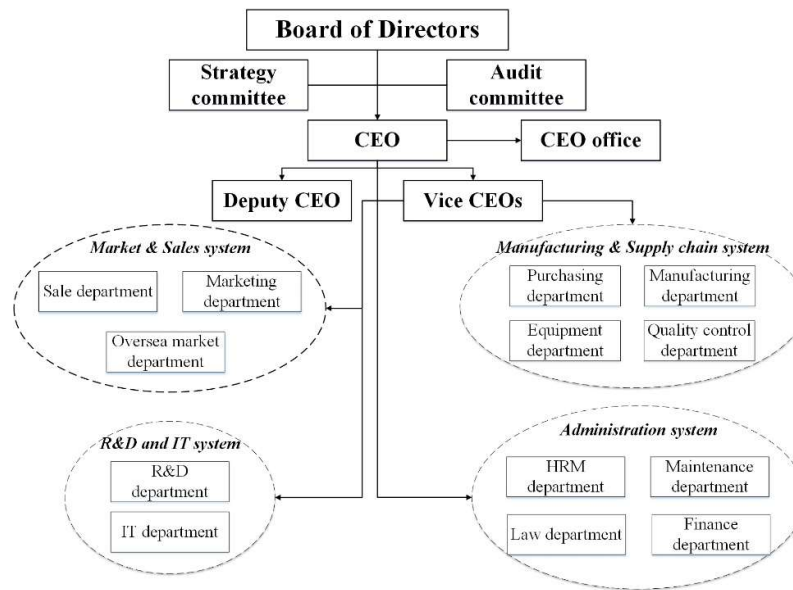 Board of Directors
Strategy
committee
Audit
committee
CEO
CEO office
Deputy CEO
Vice CEOs
Market & Sales system
Sale department
Marketing
department
Oversea market
department
Manufacturing & Supply chain system
Purchasing
department
Manufacturing
department
Equipment
department
Quality control
department
R&D and IT system
R&D
department
IT department
Administration system
HRM
department
Maintenance
department
Law department
Finance
department